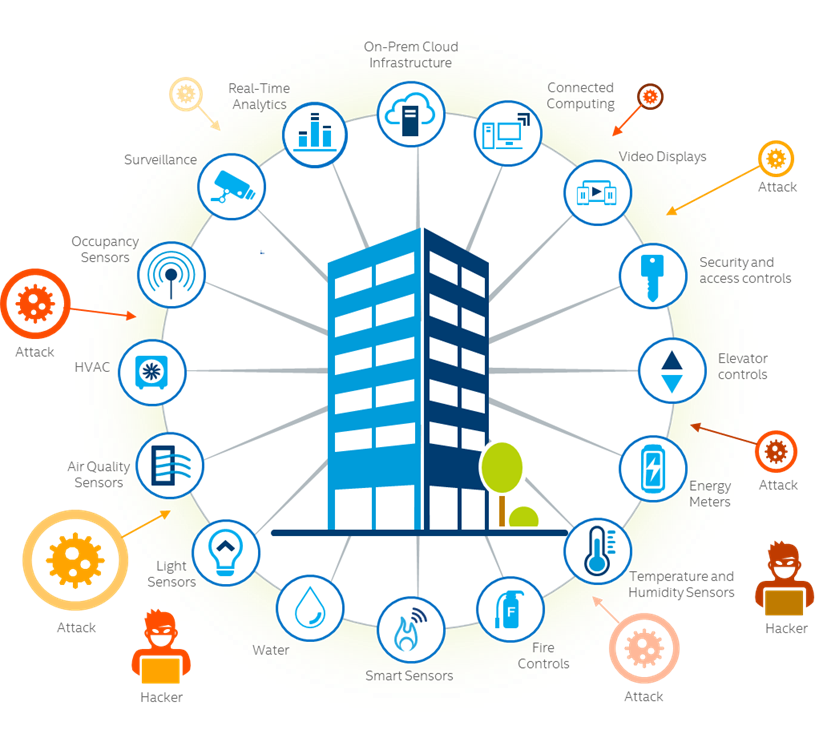 On-Prem Cloud
Infrastructure
Real-Time
Analytics
Connected
Computing
Surveillance
Video Displays
Attack
Occupancy
Sensors
Security and
access controls
Attack
HVAC
Elevator
controls
Air Quality
Sensors
Energy
Meters
Attack
Light
Sensors
Temperature and
Humidity Sensors
F
Attack
Hacker
Water
Smart Sensors
Fire
Controls
Hacker
Attack